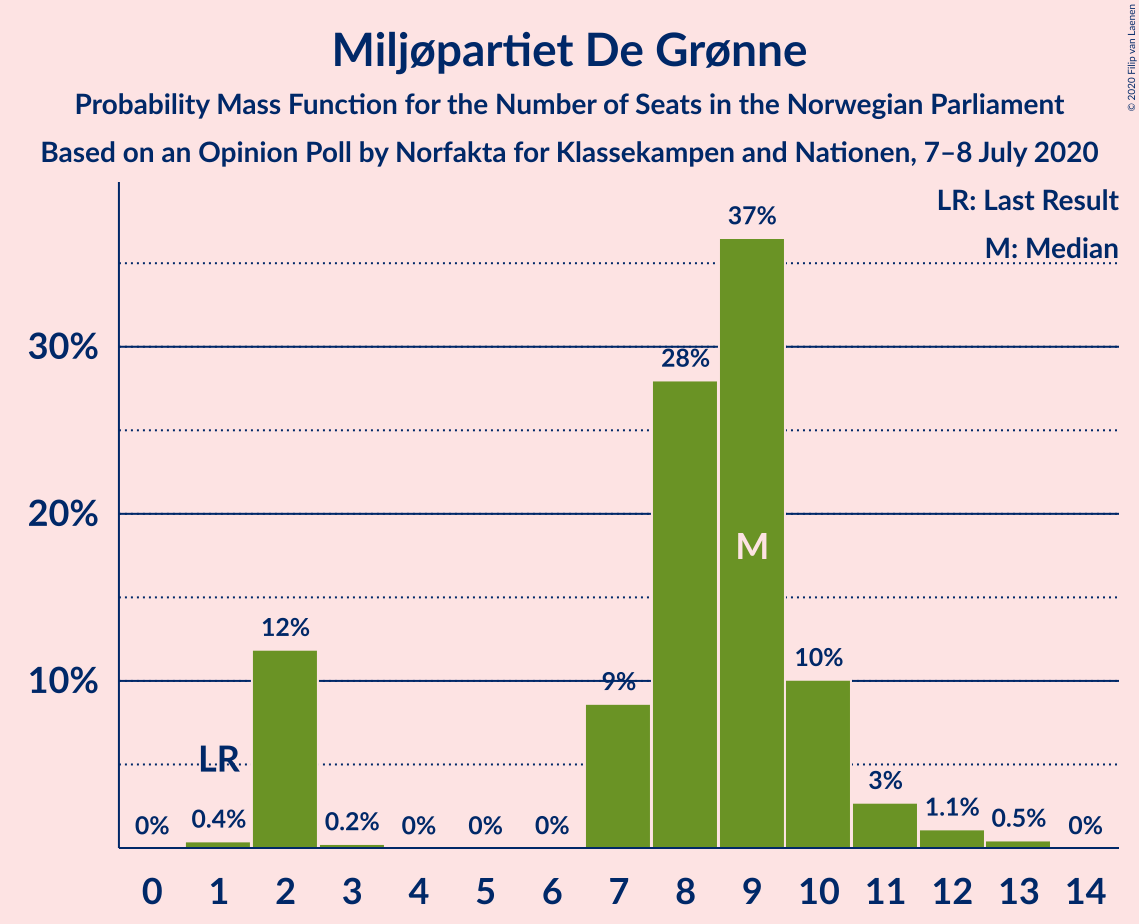 Miljøpartiet De Grønne
Probability Mass Function for the Number of Seats in the Norwegian Parliament
Based on an Opinion Poll by Norfakta for Klassekampen and Nationen, 7–8 July 2020
© 2020 Filip van Laenen
LR: Last Result
M: Median
37%
30%
28%
20%
M
12%
10%
10%
9%
LR
3%
0%
0.4%
0.2%
0%
0%
0%
1.1%
0.5%
0%
0 1 2 3 4 5 6 7 8 9 10 11 12 13 14